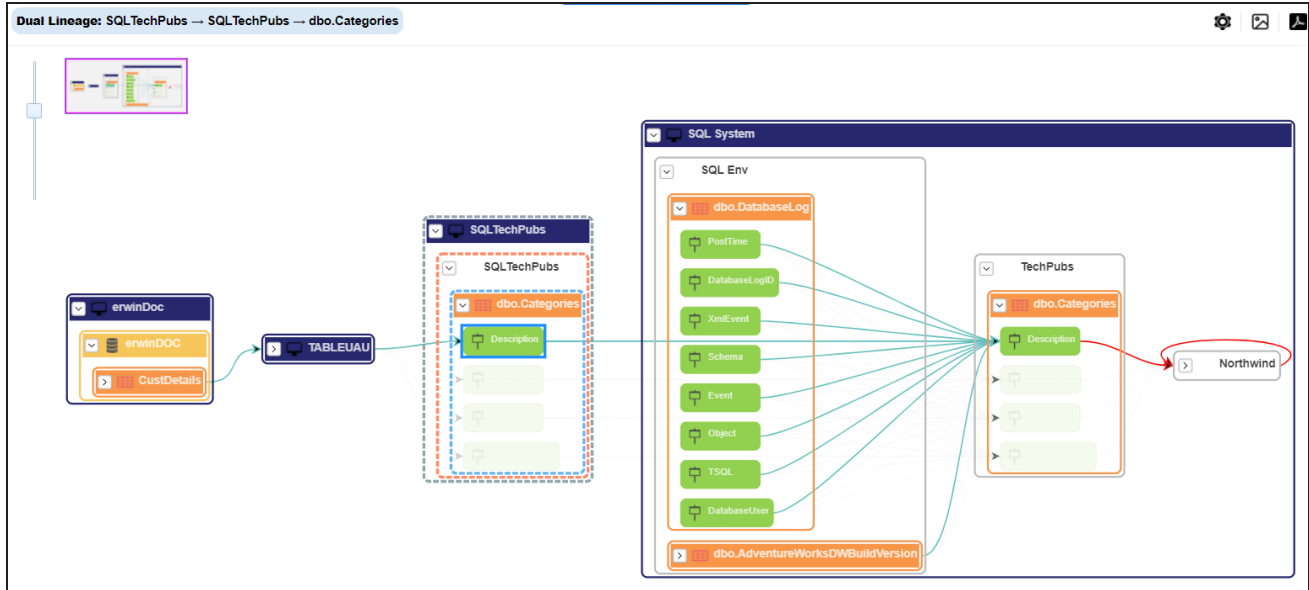 Dual Lineage: SQLTechPubs → SQLTechPubs → dbo.Categories
erwinDoc
erwinDOC
CustDetails
TABLEUAU
SQLTechPubs
SQLTechPubs
dbo.Categories
Description
SQL System
SQL Env
dbo.DatabaseLog
PostTime
DatabaseLogID
XmlEvent
Schema
Event
Object
TSQL
DatabaseUser
dbo.AdventureWorksDWBuildVersion
TechPubs
dbo.Categories
Description
Northwind